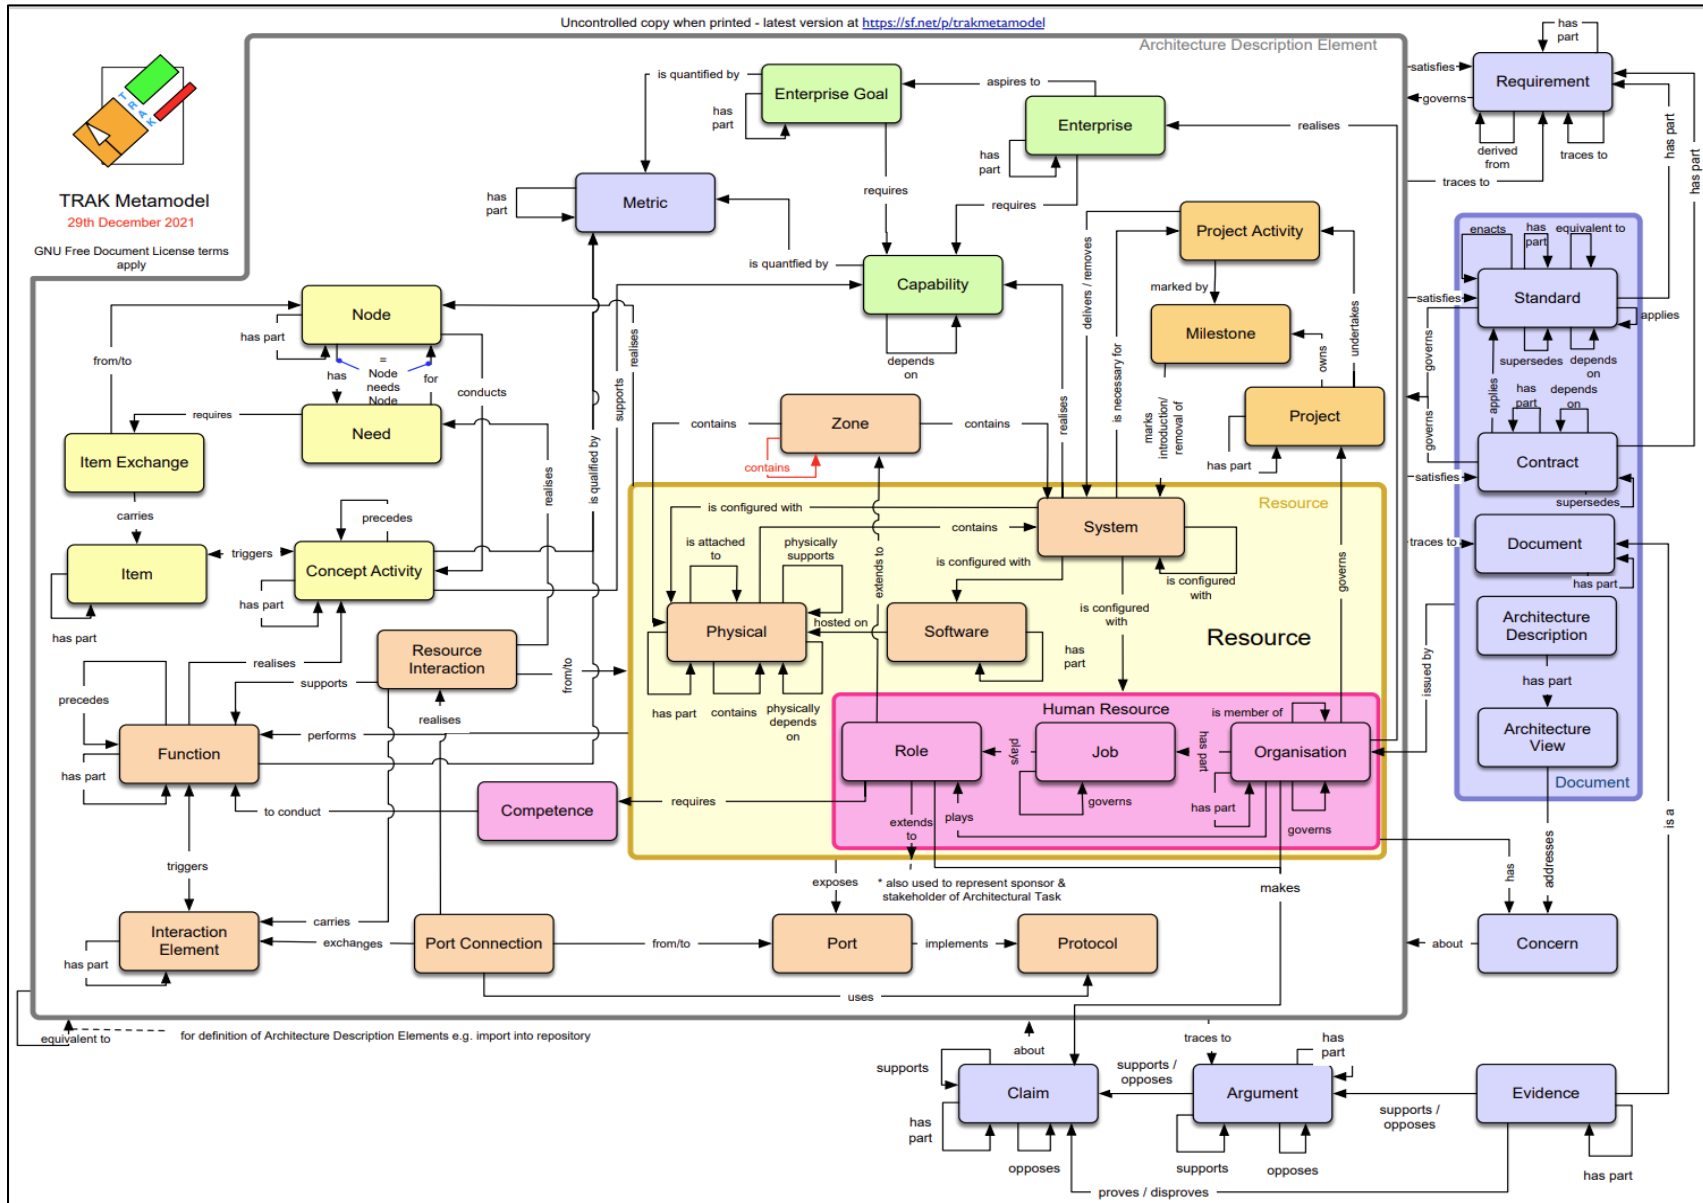 Uncontrolled copy when printed - latest version at https://sf.net/p/trakmetamodel
Architecture Description Element
TRAK
TRAK Metamodel
29th December 2021
GNU Free Document License terms
apply
is quantified by
Enterprise Goal
has
part
aspires to
Enterprise
has
part
realises
has
part
satisfies
Requirement
governs
derived
from
traces to
traces to
has part
has part
has
part
Metric
requires
requires
is quantfied by
Capability
depends
on
delivers / removes
is necessary for
Project Activity
marked by
Milestone
owns
undertakes
Project
has part
marks
introduction/
removal of
realises
enacts
has
part
equivalent to
satisfies
Standard
applies
governs
supersedes
depends
on
applies
has
part
depends
on
governs
Contract
satisfies
supersedes
traces to
Document
has part
Architecture
Description
has part
Architecture
View
Document
issued by
is a
addresses
has
about
Concern
Node
has part
from/to
has
=
Node
needs
Node
for
conducts
realises
requires
Need
Item Exchange
carries
is qualified by
supports
realises
precedes
triggers
Item
has part
Concept Activity
has part
Zone
contains
contains
contains
Resource
is configured with
System
contains
is attached
to
physically
supports
is configured with
is configured
with
is configured
with
extends to
governs
Physical
hosted on
Software
has
part
Resource
has part
contains
physically
depends
on
Resource
Interaction
from/to
realises
supports
precedes
realises
performs
Function
has part
Human Resource
Role
plays
Job
governs
has part
is member of
Organisation
has part
governs
extends
to
plays
requires
Competence
to conduct
triggers
exposes
* also used to represent sponsor &
stakeholder of Architectural Task
makes
Interaction
Element
has part
carries
exchanges
Port Connection
from/to
Port
implements
Protocol
uses
equivalent to
for definition of Architecture Description Elements e.g. import into repository
about
traces to
has
part
supports
Claim
has
part
opposes
supports /
opposes
Argument
supports
opposes
supports /
opposes
Evidence
has part
proves / disproves